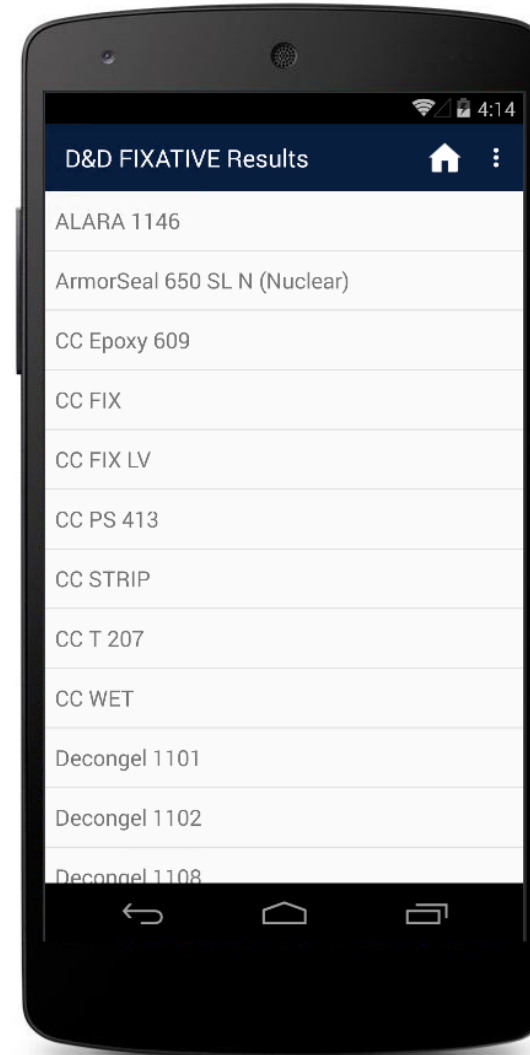 4:14
D&D FIXATIVE Results
ALARA 1146
ArmorSeal 650 SL N (Nuclear)
CC Epoxy 609
CC FIX
CC FIX LV
CC PS 413
CC STRIP
CC T 207
CC WET
Decongel 1101
Decongel 1102
Decongel 1108